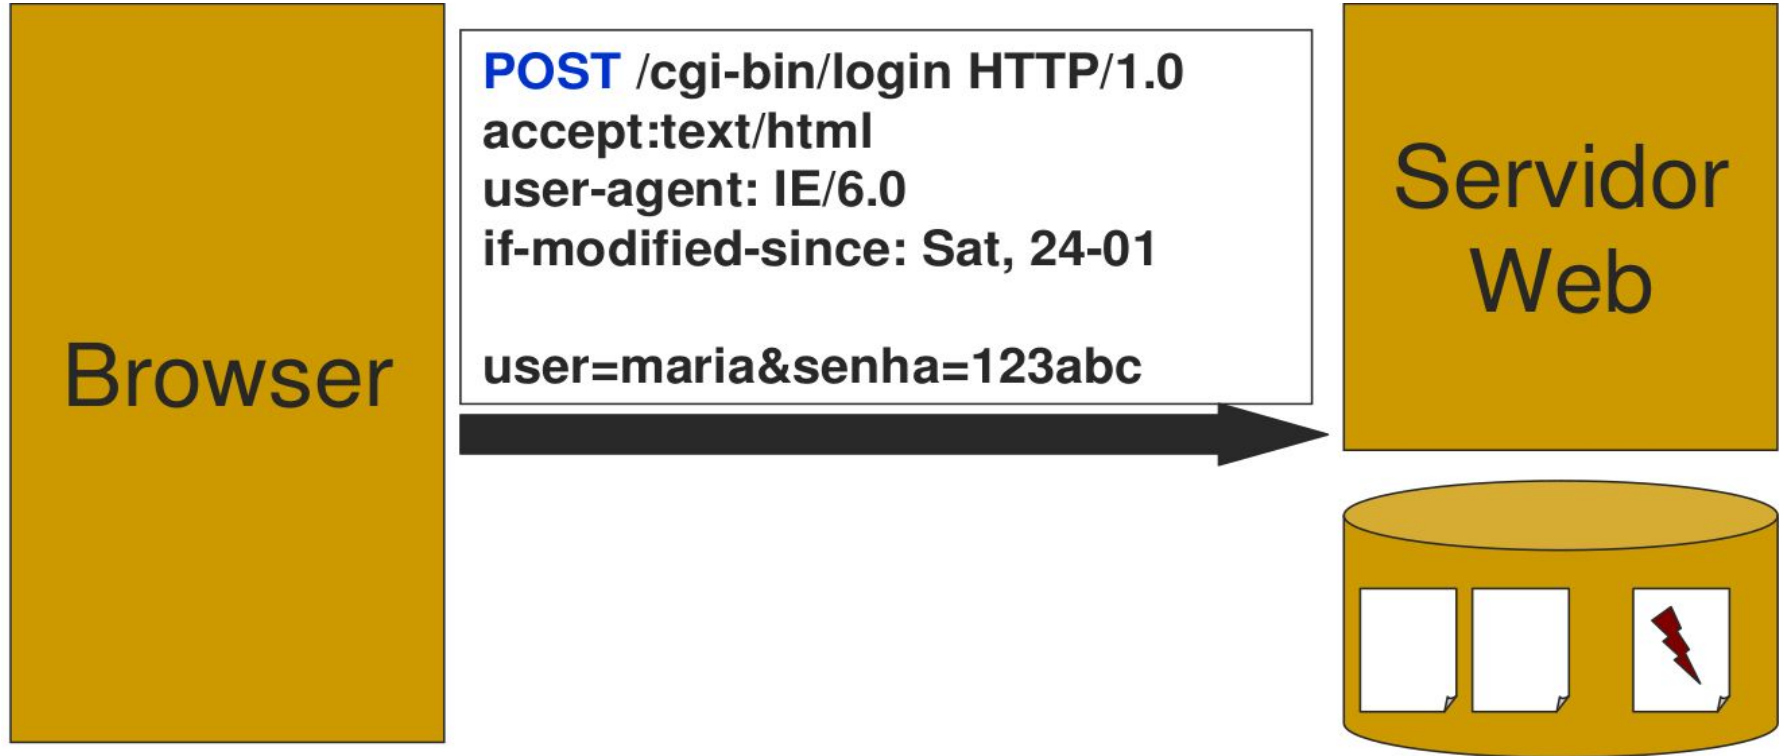 Browser
POST /cgi-bin/login HTTP/1.0
accept:text/html
user-agent: IE/6.0
if-modified-since: Sat, 24-01
user=maria&senha=123abc
Servidor
Web